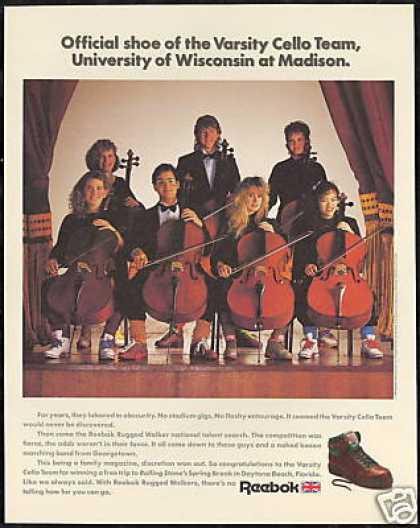 Official shoe of the Varsity Cello Team,
University of Wisconsin at Madison.
For years, they labored in obscurity. No stadium gigs. No flashy entourage. It seemed the Varsity Cello Team
would never be discovered.
Then came the Reebok Rugged Walker national talent search. The competition was
fierce, the odds weren't in their favor. It all came down to these guys and a naked kazoo
marching band from Georgetown.
This being a family magazine, discretion won out. So congratulations to the Varsity
Cello Team for winning a free trip to Rolling Stone's Spring Break in Daytona Beach, Florida.
Like we always said. With Reebok Rugged Walkers, there's no
telling how far you can go.
Reebok